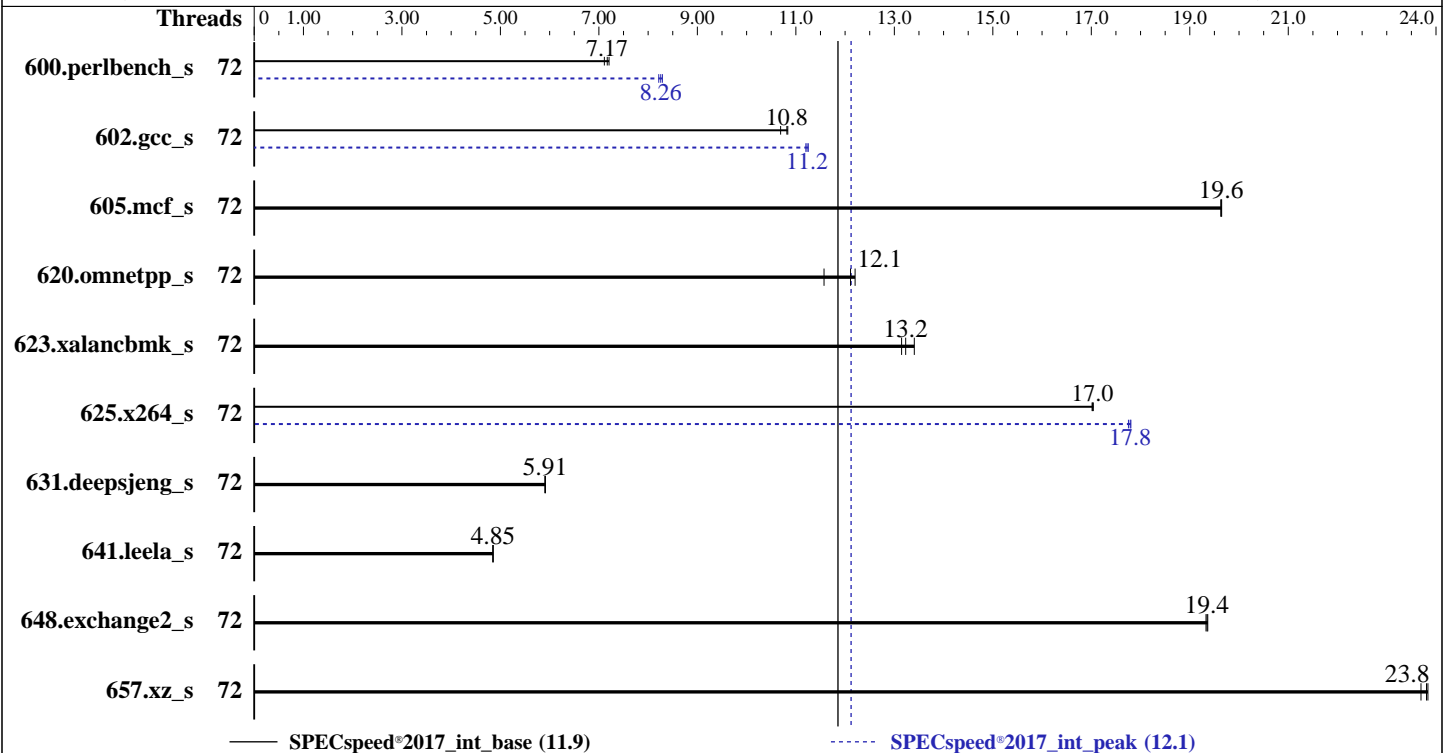 Threads 0 1.00 3.00 5.00 7.00 9.00 11.0 13.0 15.0 17.0 19.0 21.0 24.0
7.17
600.perlbench_s 72
8.26
10.8
602.gcc_s 72
11.2
19.6
605.mcf_s 72
12.1
620.omnetpp_s 72
13.2
623.xalancbmk_s 72
17.0
625.x264_s 72
17.8
5.91
631.deepsjeng_s 72
4.85
641.leela_s 72
19.4
648.exchange2_s 72
23.8
657.xz_s 72
SPECspeed®2017_int_base (11.9) SPECspeed®2017_int_peak (12.1)